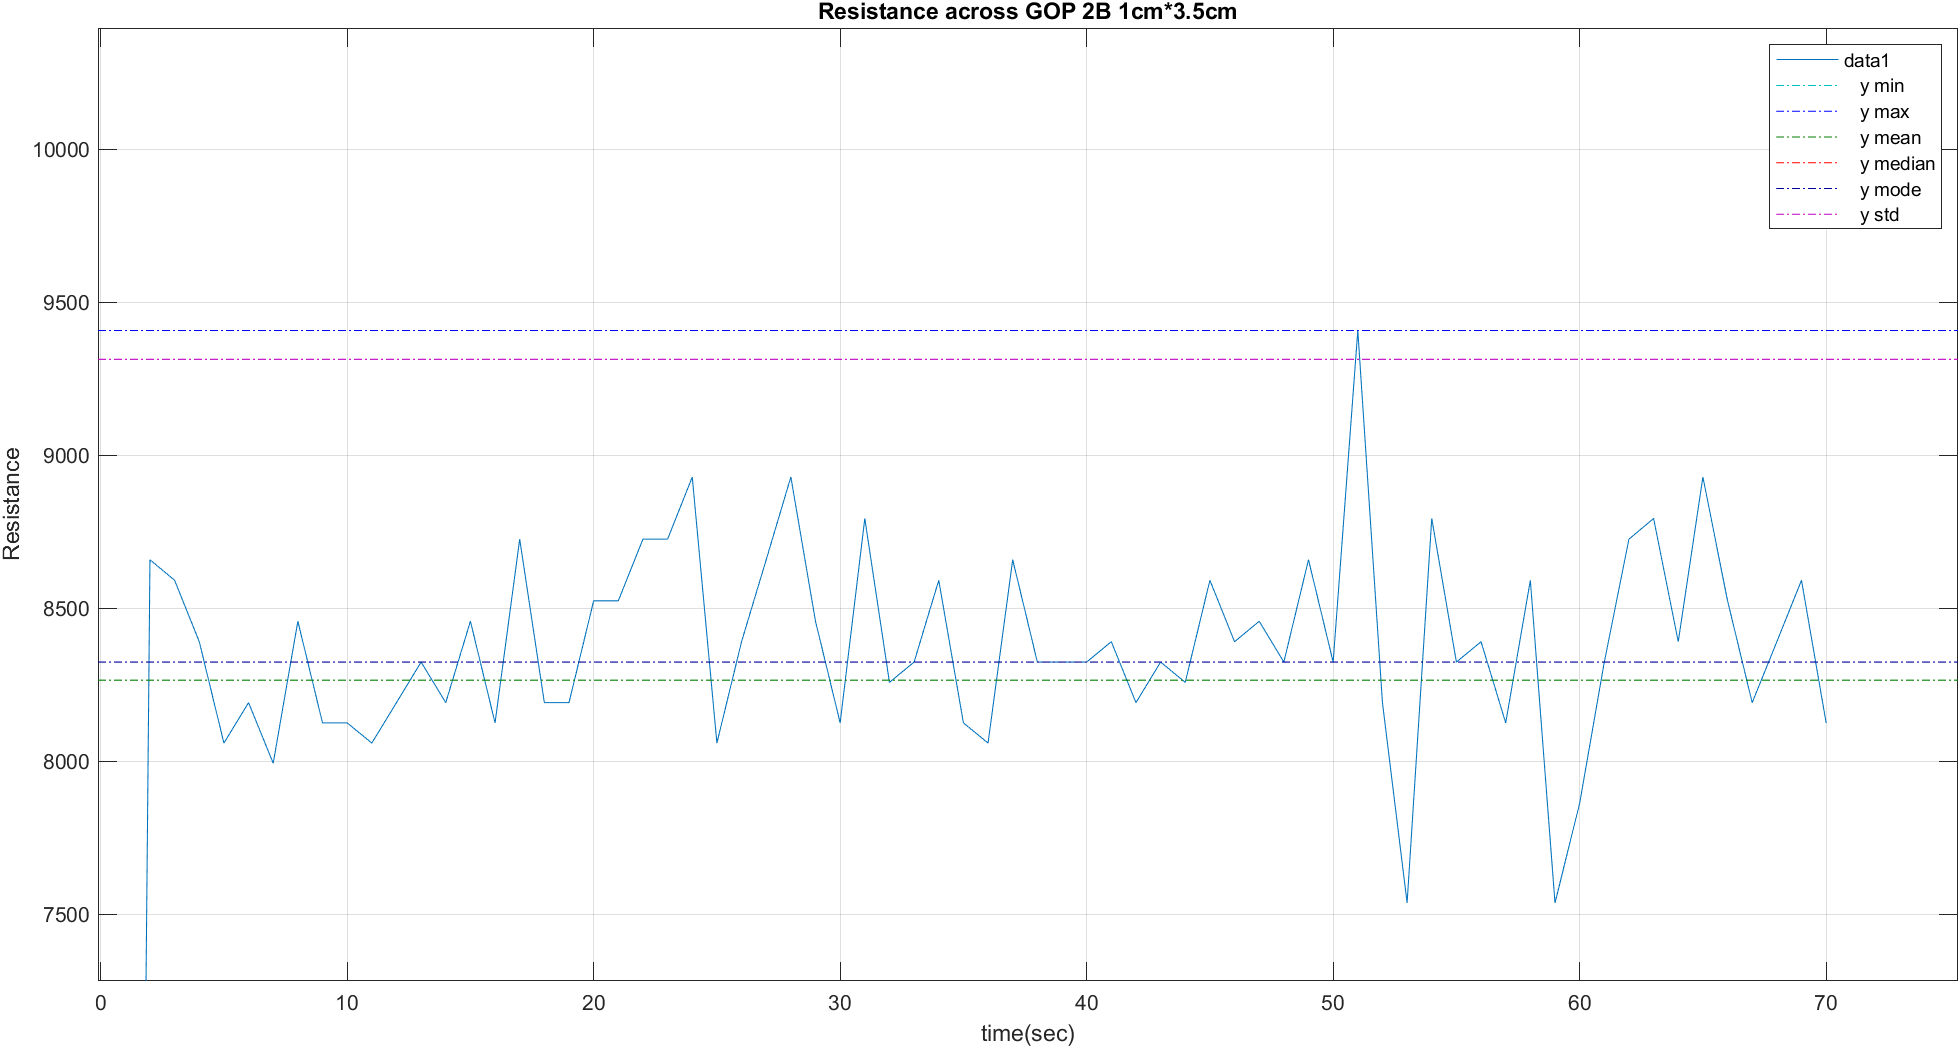 Resistance across GOP 2B 1cm*3.5cm
data1
y min
y max
y mean
y median
y mode
y std
10000
9500
9000
8500
8000
7500
Resistance
0 10 20 30 40 50 60 70
time(sec)